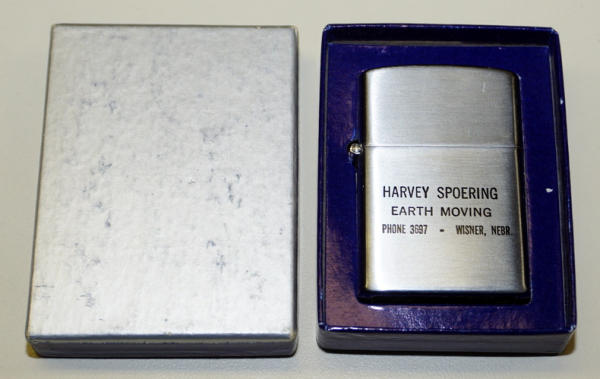 HARVEY SPOERING
EARTH MOVING
PHONE 3697 - WISNER, NEBR.